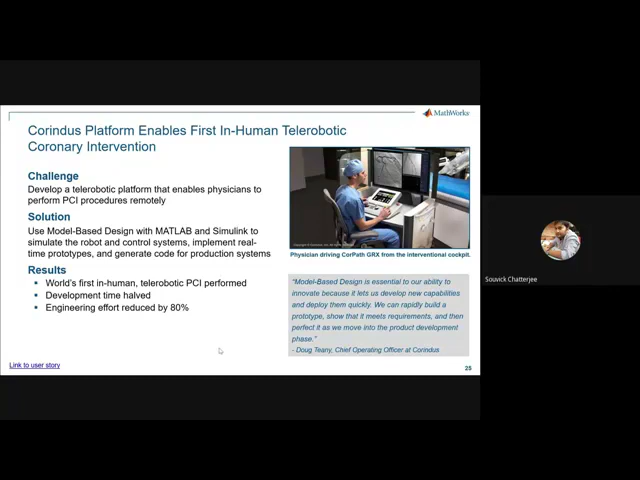 MathWorks
Corindus Platform Enables First In-Human Telerobotic
Coronary Intervention
Challenge
Develop a telerobotic platform that enables physicians to
perform PCI procedures remotely
Solution
Use Model-Based Design with MATLAB and Simulink to
simulate the robot and control systems, implement real-
time prototypes, and generate code for production systems
Results
World's first in-human, telerobotic PCI performed
Development time halved
Engineering effort reduced by 80%
Physician driving CorPath GRX from the interventional cockpit.
"Model-Based Design is essential to our ability to
innovate because it lets us develop new capabilities
and deploy them quickly. We can rapidly build a
prototype, show that it meets requirements, and then
perfect it as we move into the product development
phase."
- Doug Teany, Chief Operating Officer at Corindus
Link to user story
25
Souvick Chatterjee